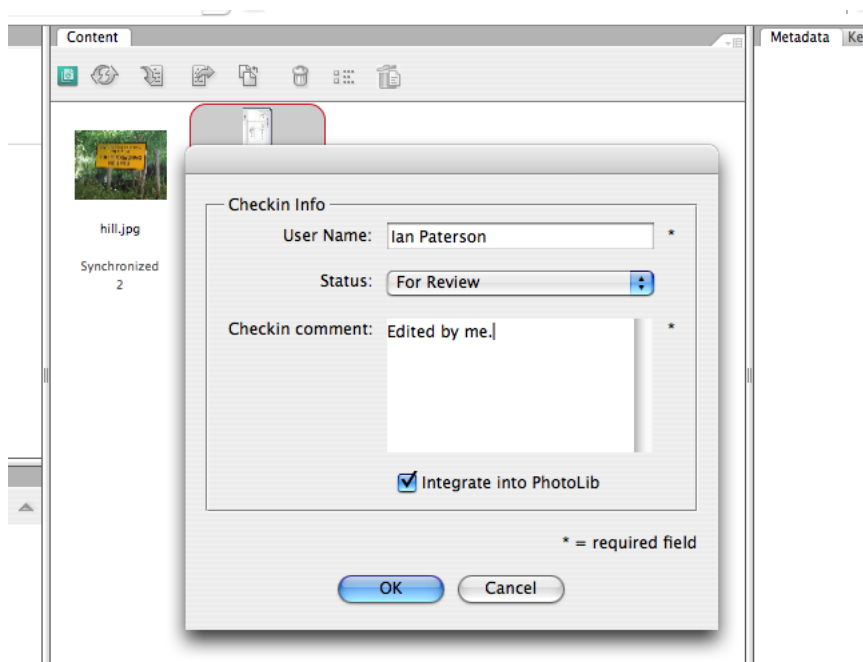 Content
Metadata
Ke
hill.jpg
Synchronized
2
Checkin Info
User Name: Ian Paterson *
Status: For Review
Checkin comment: Edited by me. *
Integrate into PhotoLib
* = required field
OK Cancel